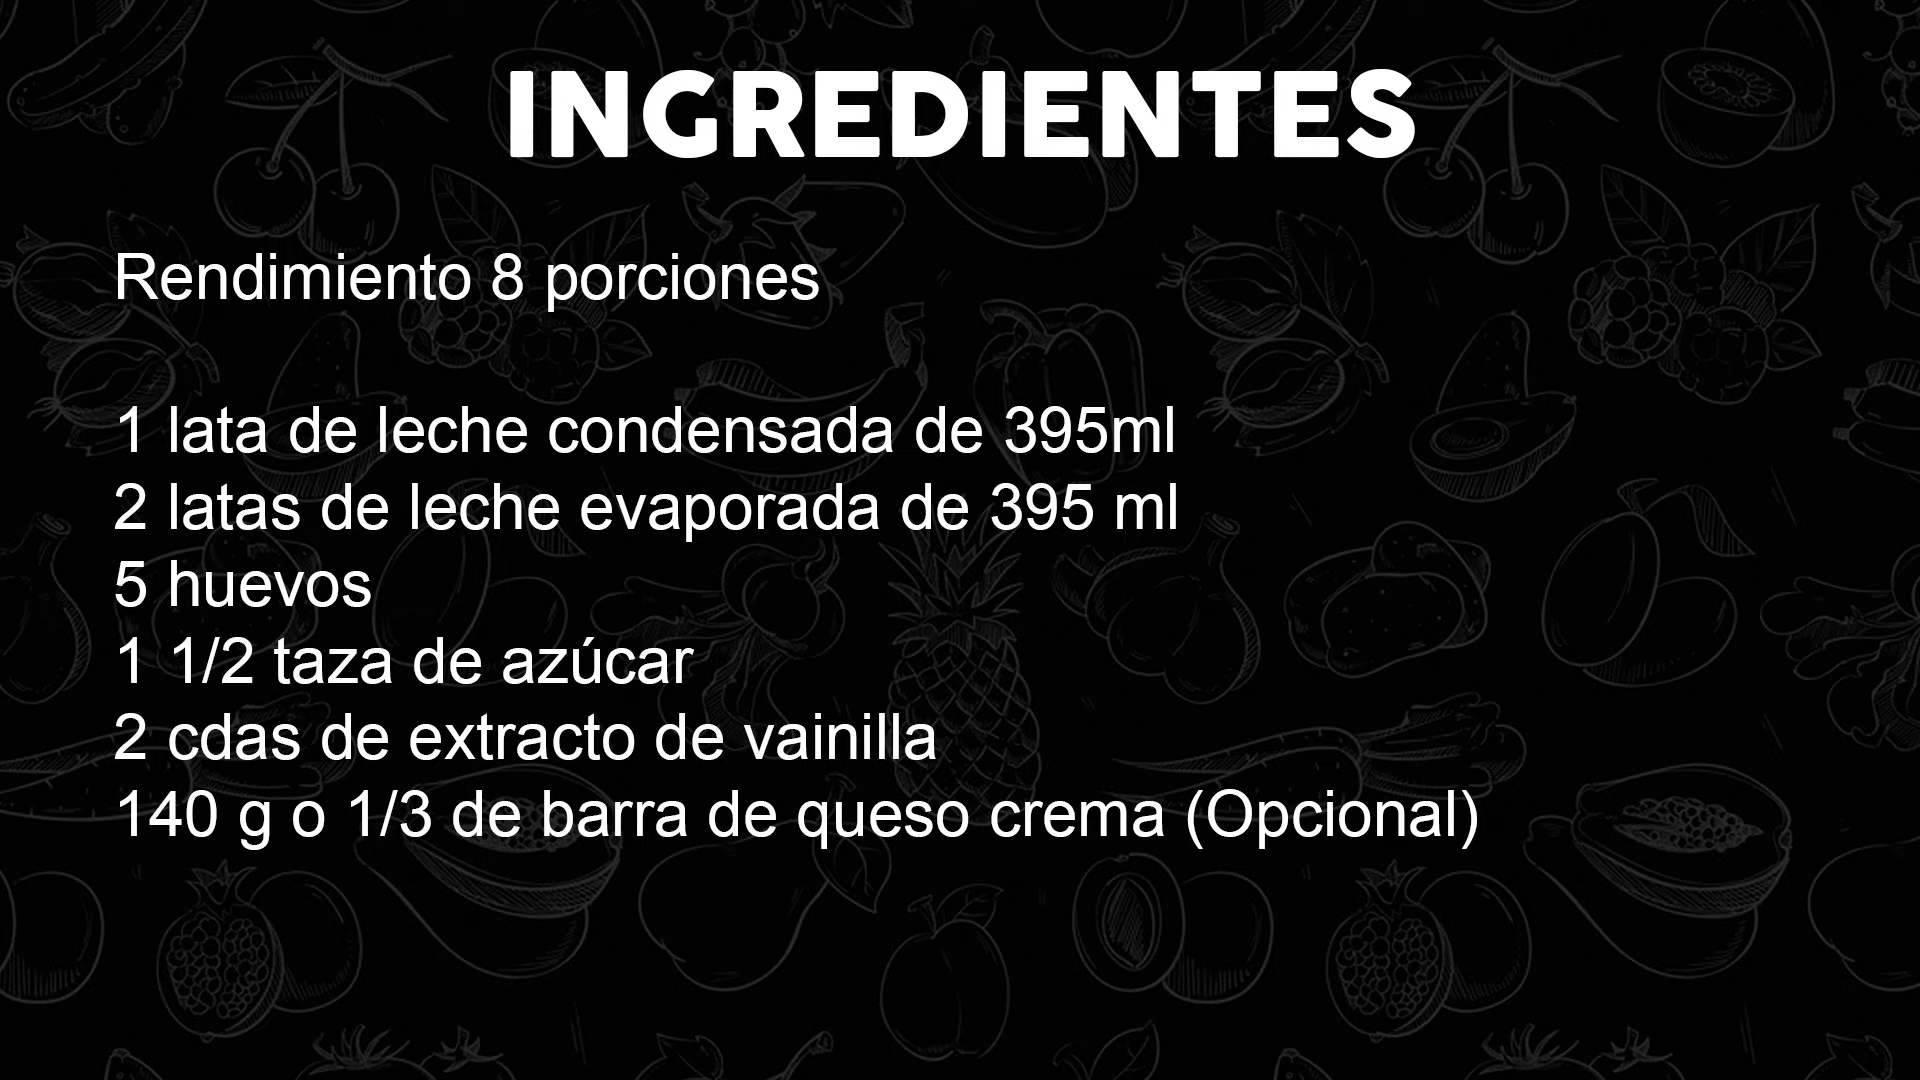 INGREDIENTES
Rendimiento 8 porciones
1 lata de leche condensada de 395ml
2 latas de leche evaporada de 395 ml
5 huevos
1 1/2 taza de azúcar
2 cdas de extracto de vainilla
140 g o 1/3 de barra de queso crema (Opcional)